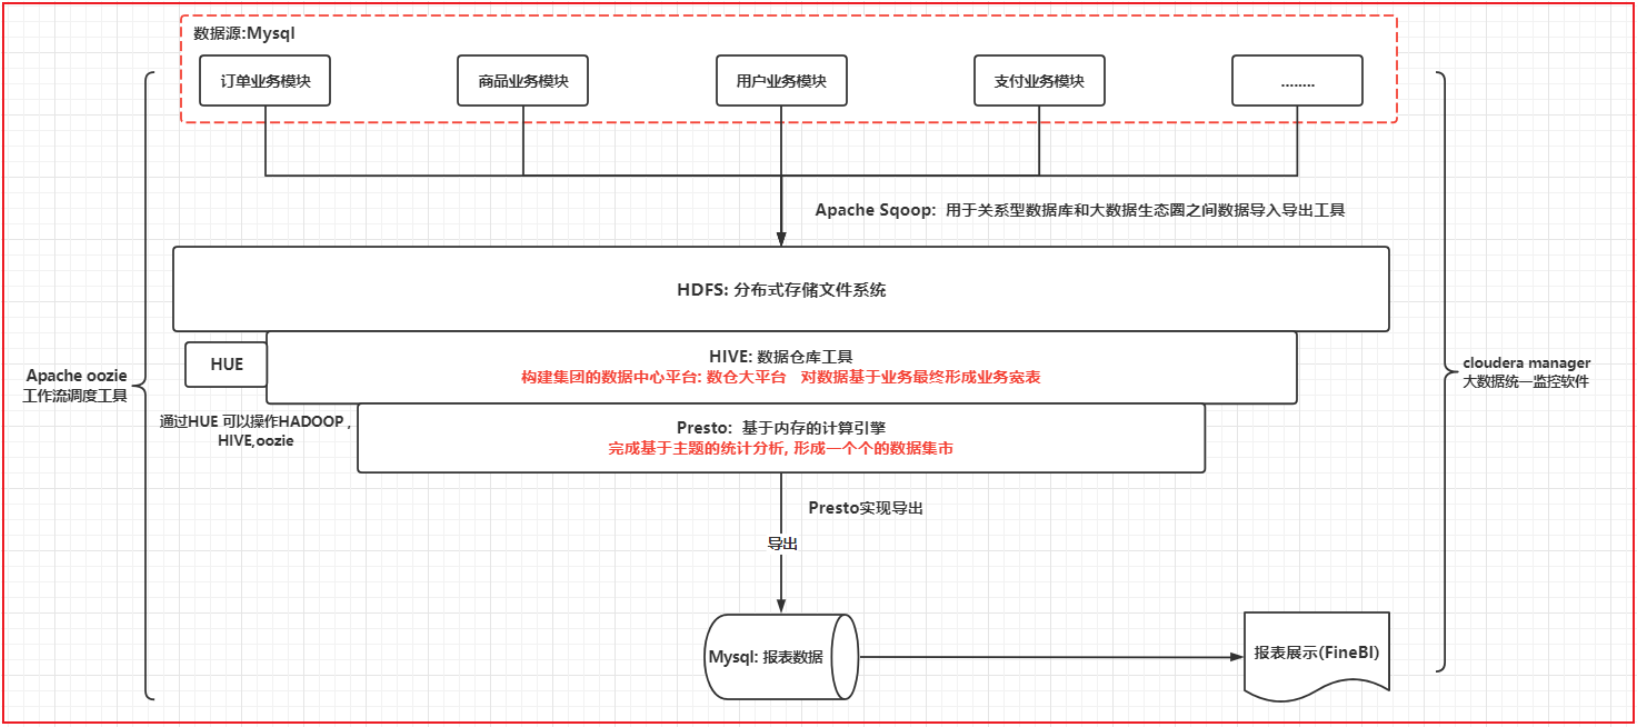 数据源:Mysql
订单业务模块
商品业务模块
用户业务模块
支付业务模块
........
Apache Sqoop: 用于关系型数据库和大数据生态圈之间数据导入导出工具
HDFS: 分布式存储文件系统
HUE
HIVE: 数据仓库工具
构建集团的数据中心平台: 数仓大平台 对数据基于业务最终形成业务宽表
Apache oozie
工作流调度工具
cloudera manager
大数据统一监控软件
通过HUE 可以操作HADOOP ,
HIVE,oozie
Presto: 基于内存的计算引擎
完成基于主题的统计分析, 形成一个个的数据集市
Presto实现导出
导出
Mysql: 报表数据
报表展示(FineBI)